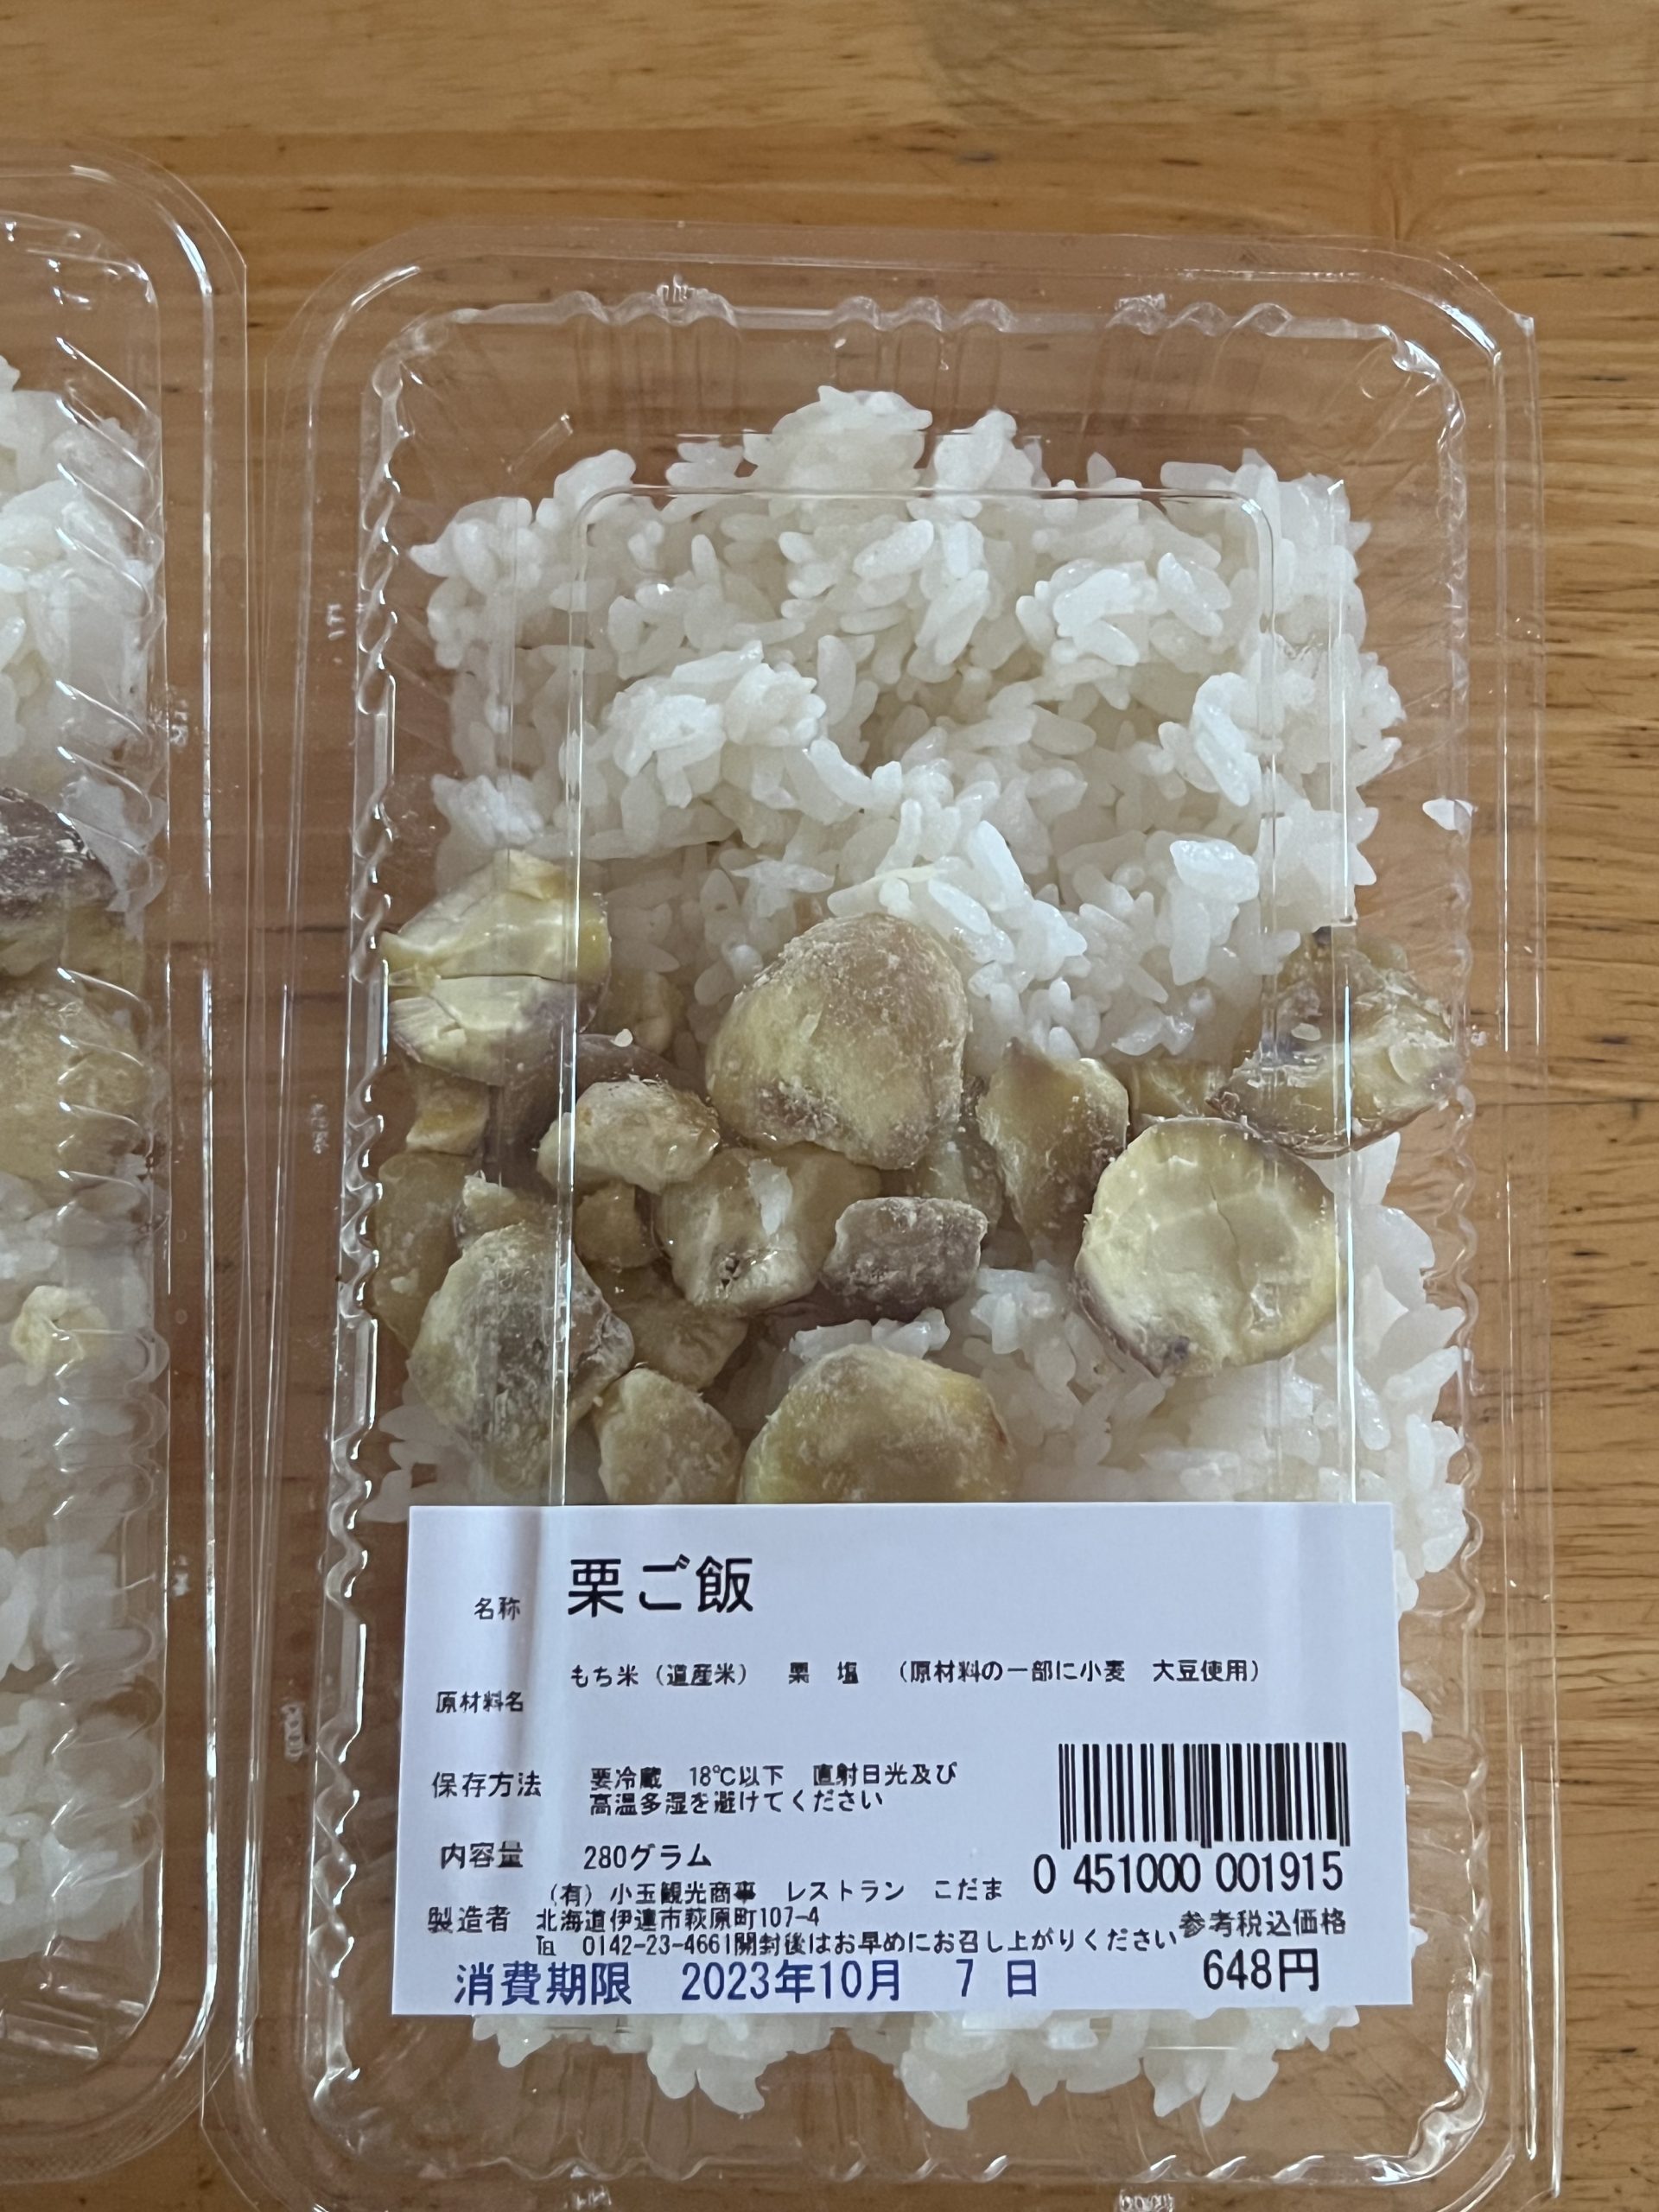 名称 栗ご飯
原材料名 もち米（道産米） 栗 塩 （原材料の一部に小麦 大豆使用）
保存方法 要冷蔵 18℃以下 直射日光及び
高温多湿を避けてください
内容量 280グラム
0 451000 001915
製造者 （有）小玉観光商事 レストラン こだま
北海道伊達市萩原町107-4
℡ 0142-23-4661開封後はお早めにお召し上がりください
参考税込価格
648円
消費期限 2023年10月 7 日